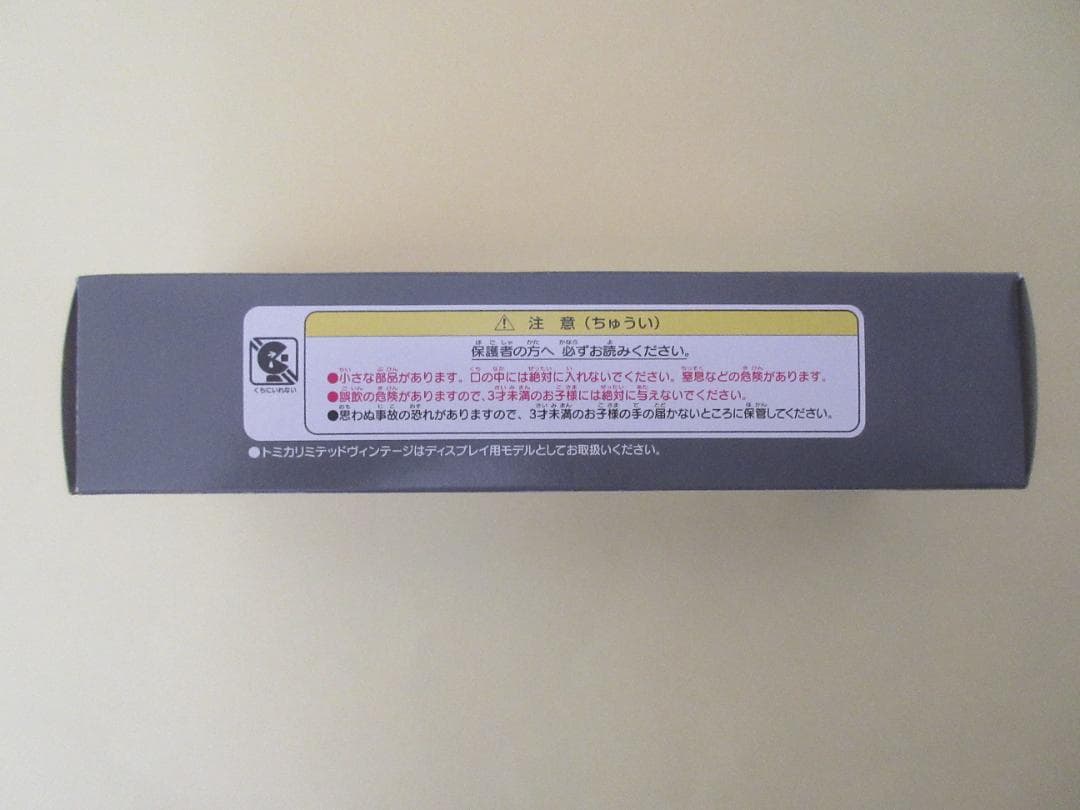 ⚠ 注 意（ちゅうい）
保護者の方へ 必ずお読みください。
●小さな部品があります。口の中には絶対に入れないでください。窒息などの危険があります。
●誤飲の危険がありますので、3才未満のお子様には絶対に与えないでください。
●思わぬ事故の恐れがありますので、3才未満のお子様の手の届かないところに保管してください。
くちにいれない
●トミカリミテッドヴィンテージはディスプレイ用モデルとしてお取扱いください。